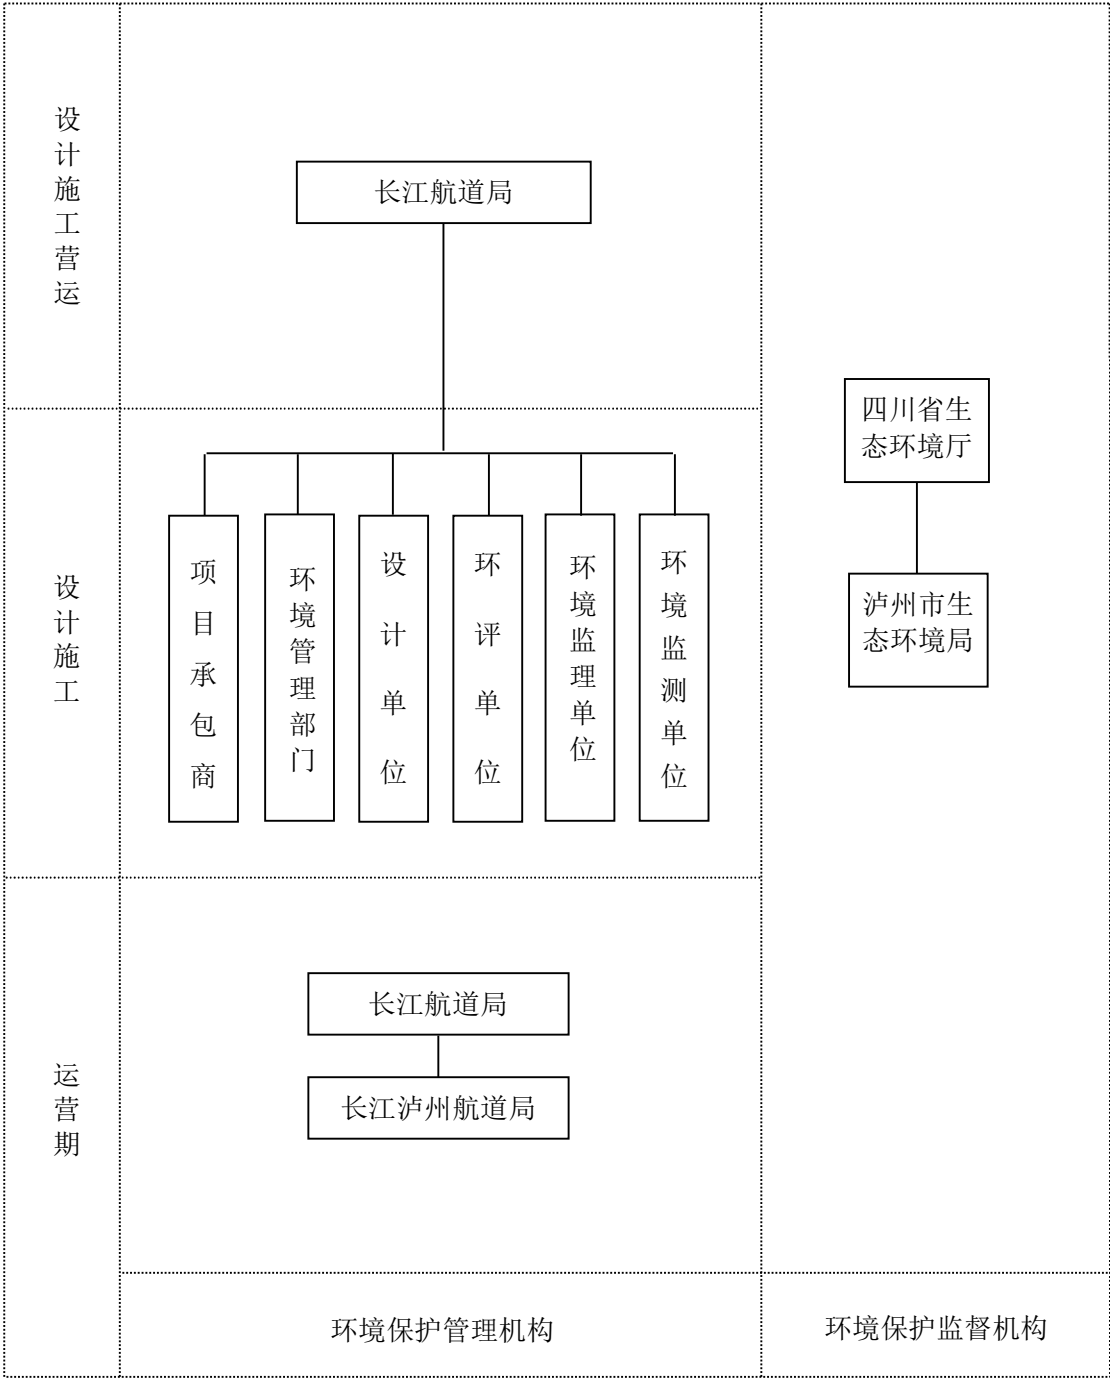 设计施工营运
长江航道局
四川省生
态环境厅
设计施工
项目承包商
环境管理部门
设计单位
环评单位
环境监理单位
环境监测单位
泸州市生
态环境局
运营期
长江航道局
长江泸州航道局
环境保护管理机构
环境保护监督机构